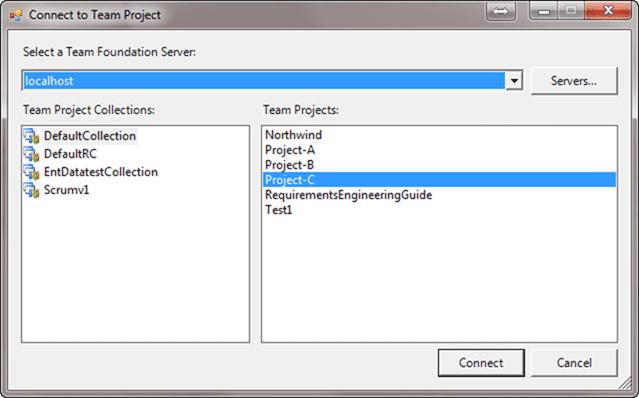 Connect to Team Project
Select a Team Foundation Server:
localhost
Servers...
Team Project Collections:
DefaultCollection
DefaultRC
EntDatatestCollection
Scrumv1
Team Projects:
Northwind
Project-A
Project-B
Project-C
RequirementsEngineeringGuide
Test1
Connect
Cancel